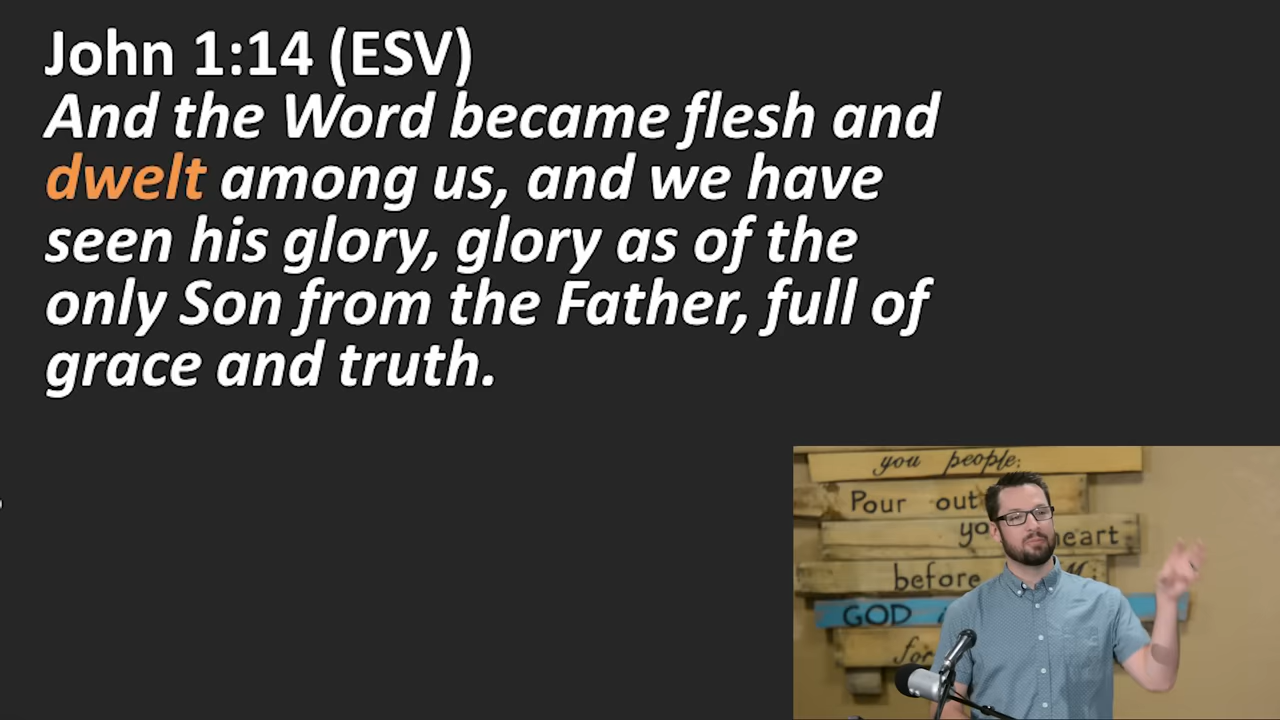 John 1:14 (ESV)
And the Word became flesh and
dwelt among us, and we have
seen his glory, glory as of the
only Son from the Father, full of
grace and truth.
you people;
Pour out
yo
heart
before
GOD
for